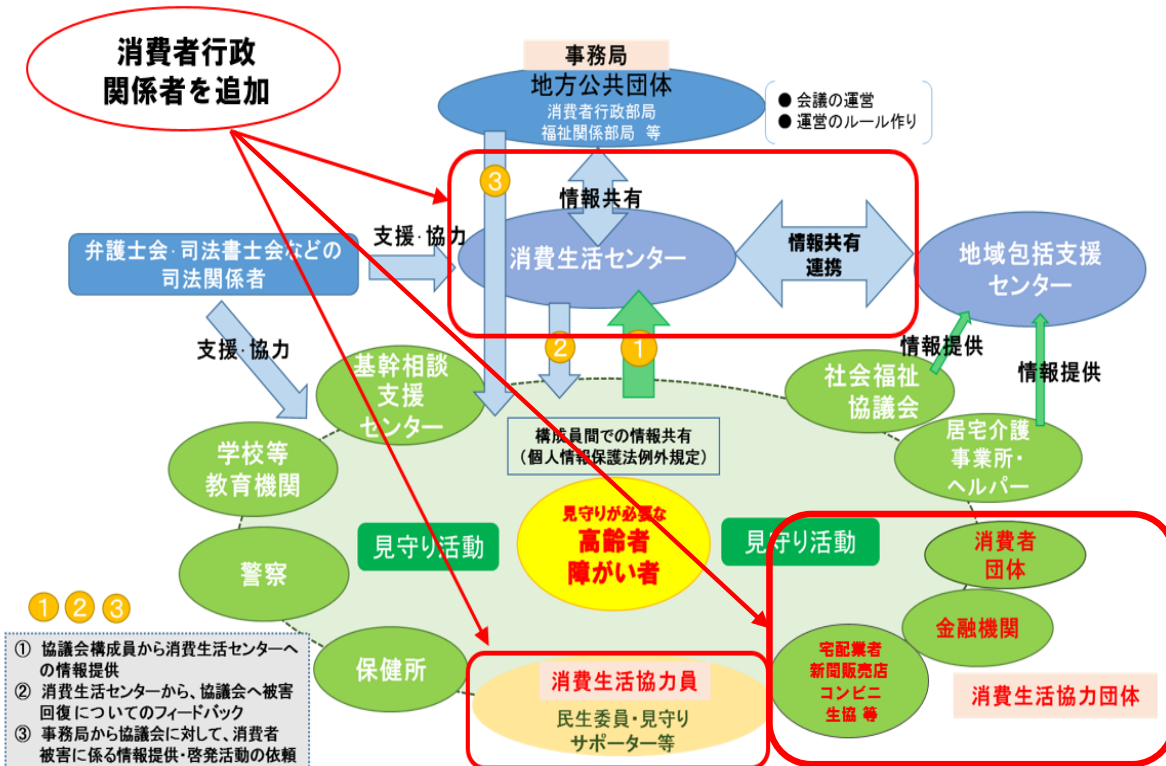 消費者行政
関係者を追加
事務局
地方公共団体
消費者行政部局
福祉関係部局 等
● 会議の運営
● 運営のルール作り
③
情報共有
弁護士会・司法書士会などの
司法関係者
支援・協力
消費生活センター
情報共有
連携
地域包括支援
センター
支援・協力
②
①
情報提供
情報提供
基幹相談
支援
センター
社会福祉
協議会
構成員間での情報共有
（個人情報保護法例外規定）
居宅介護
事業所・
ヘルパー
学校等
教育機関
見守りが必要な
高齢者
障がい者
見守り活動
見守り活動
消費者
団体
警察
金融機関
① ② ③
① 協議会構成員から消費生活センターへ
の情報提供
② 消費生活センターから、協議会へ被害
回復についてのフィードバック
③ 事務局から協議会に対して、消費者
被害に係る情報提供・啓発活動の依頼
保健所
消費生活協力員
民生委員・見守り
サポーター等
宅配業者
新聞販売店
コンビニ
生協 等
消費生活協力団体